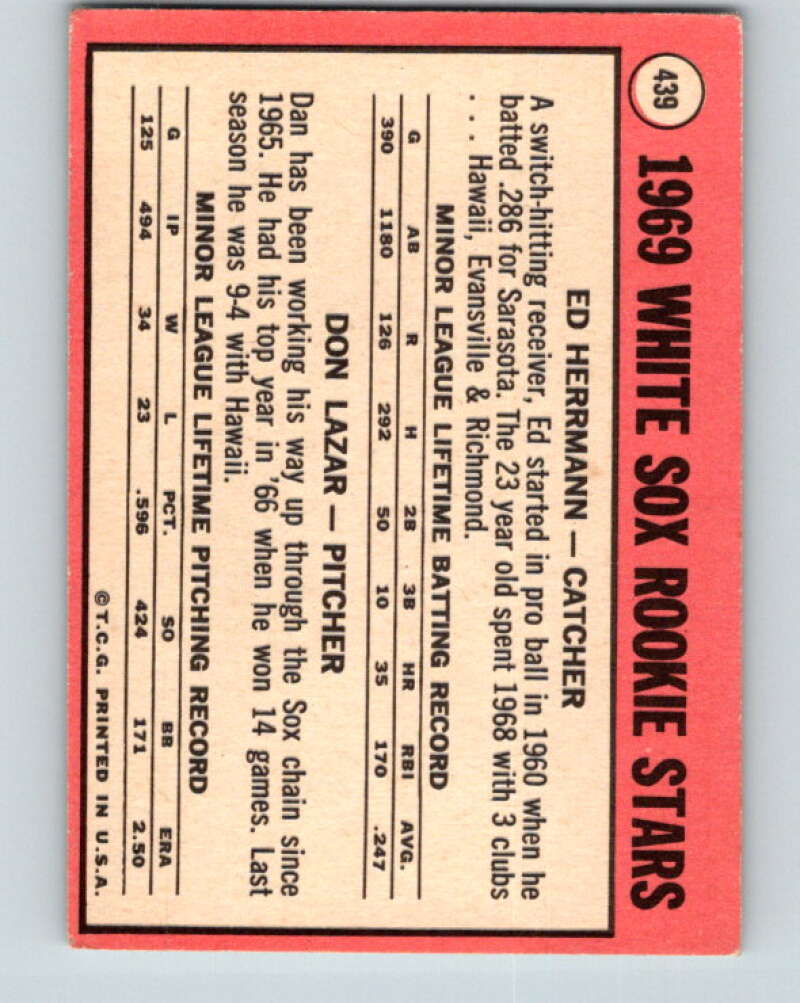 439
1969 WHITE SOX ROOKIE STARS
ED HERRMANN — CATCHER
A switch-hitting receiver, Ed started in pro ball in 1960 when he
batted .286 for Sarasota. The 23 year old spent 1968 with 3 clubs
. . . Hawaii, Evansville & Richmond.
MINOR LEAGUE LIFETIME BATTING RECORD
G AB R H 2B 3B HR RBI AVG.
390 1180 126 292 50 10 35 170 .247
DON LAZAR — PITCHER
Dan has been working his way up through the Sox chain since
1965. He had his top year in '66 when he won 14 games. Last
season he was 9-4 with Hawaii.
MINOR LEAGUE LIFETIME PITCHING RECORD
G IP W L PCT. SO BB ERA
125 494 34 23 .596 424 171 2.50
© T.C.G. PRINTED IN U.S.A.